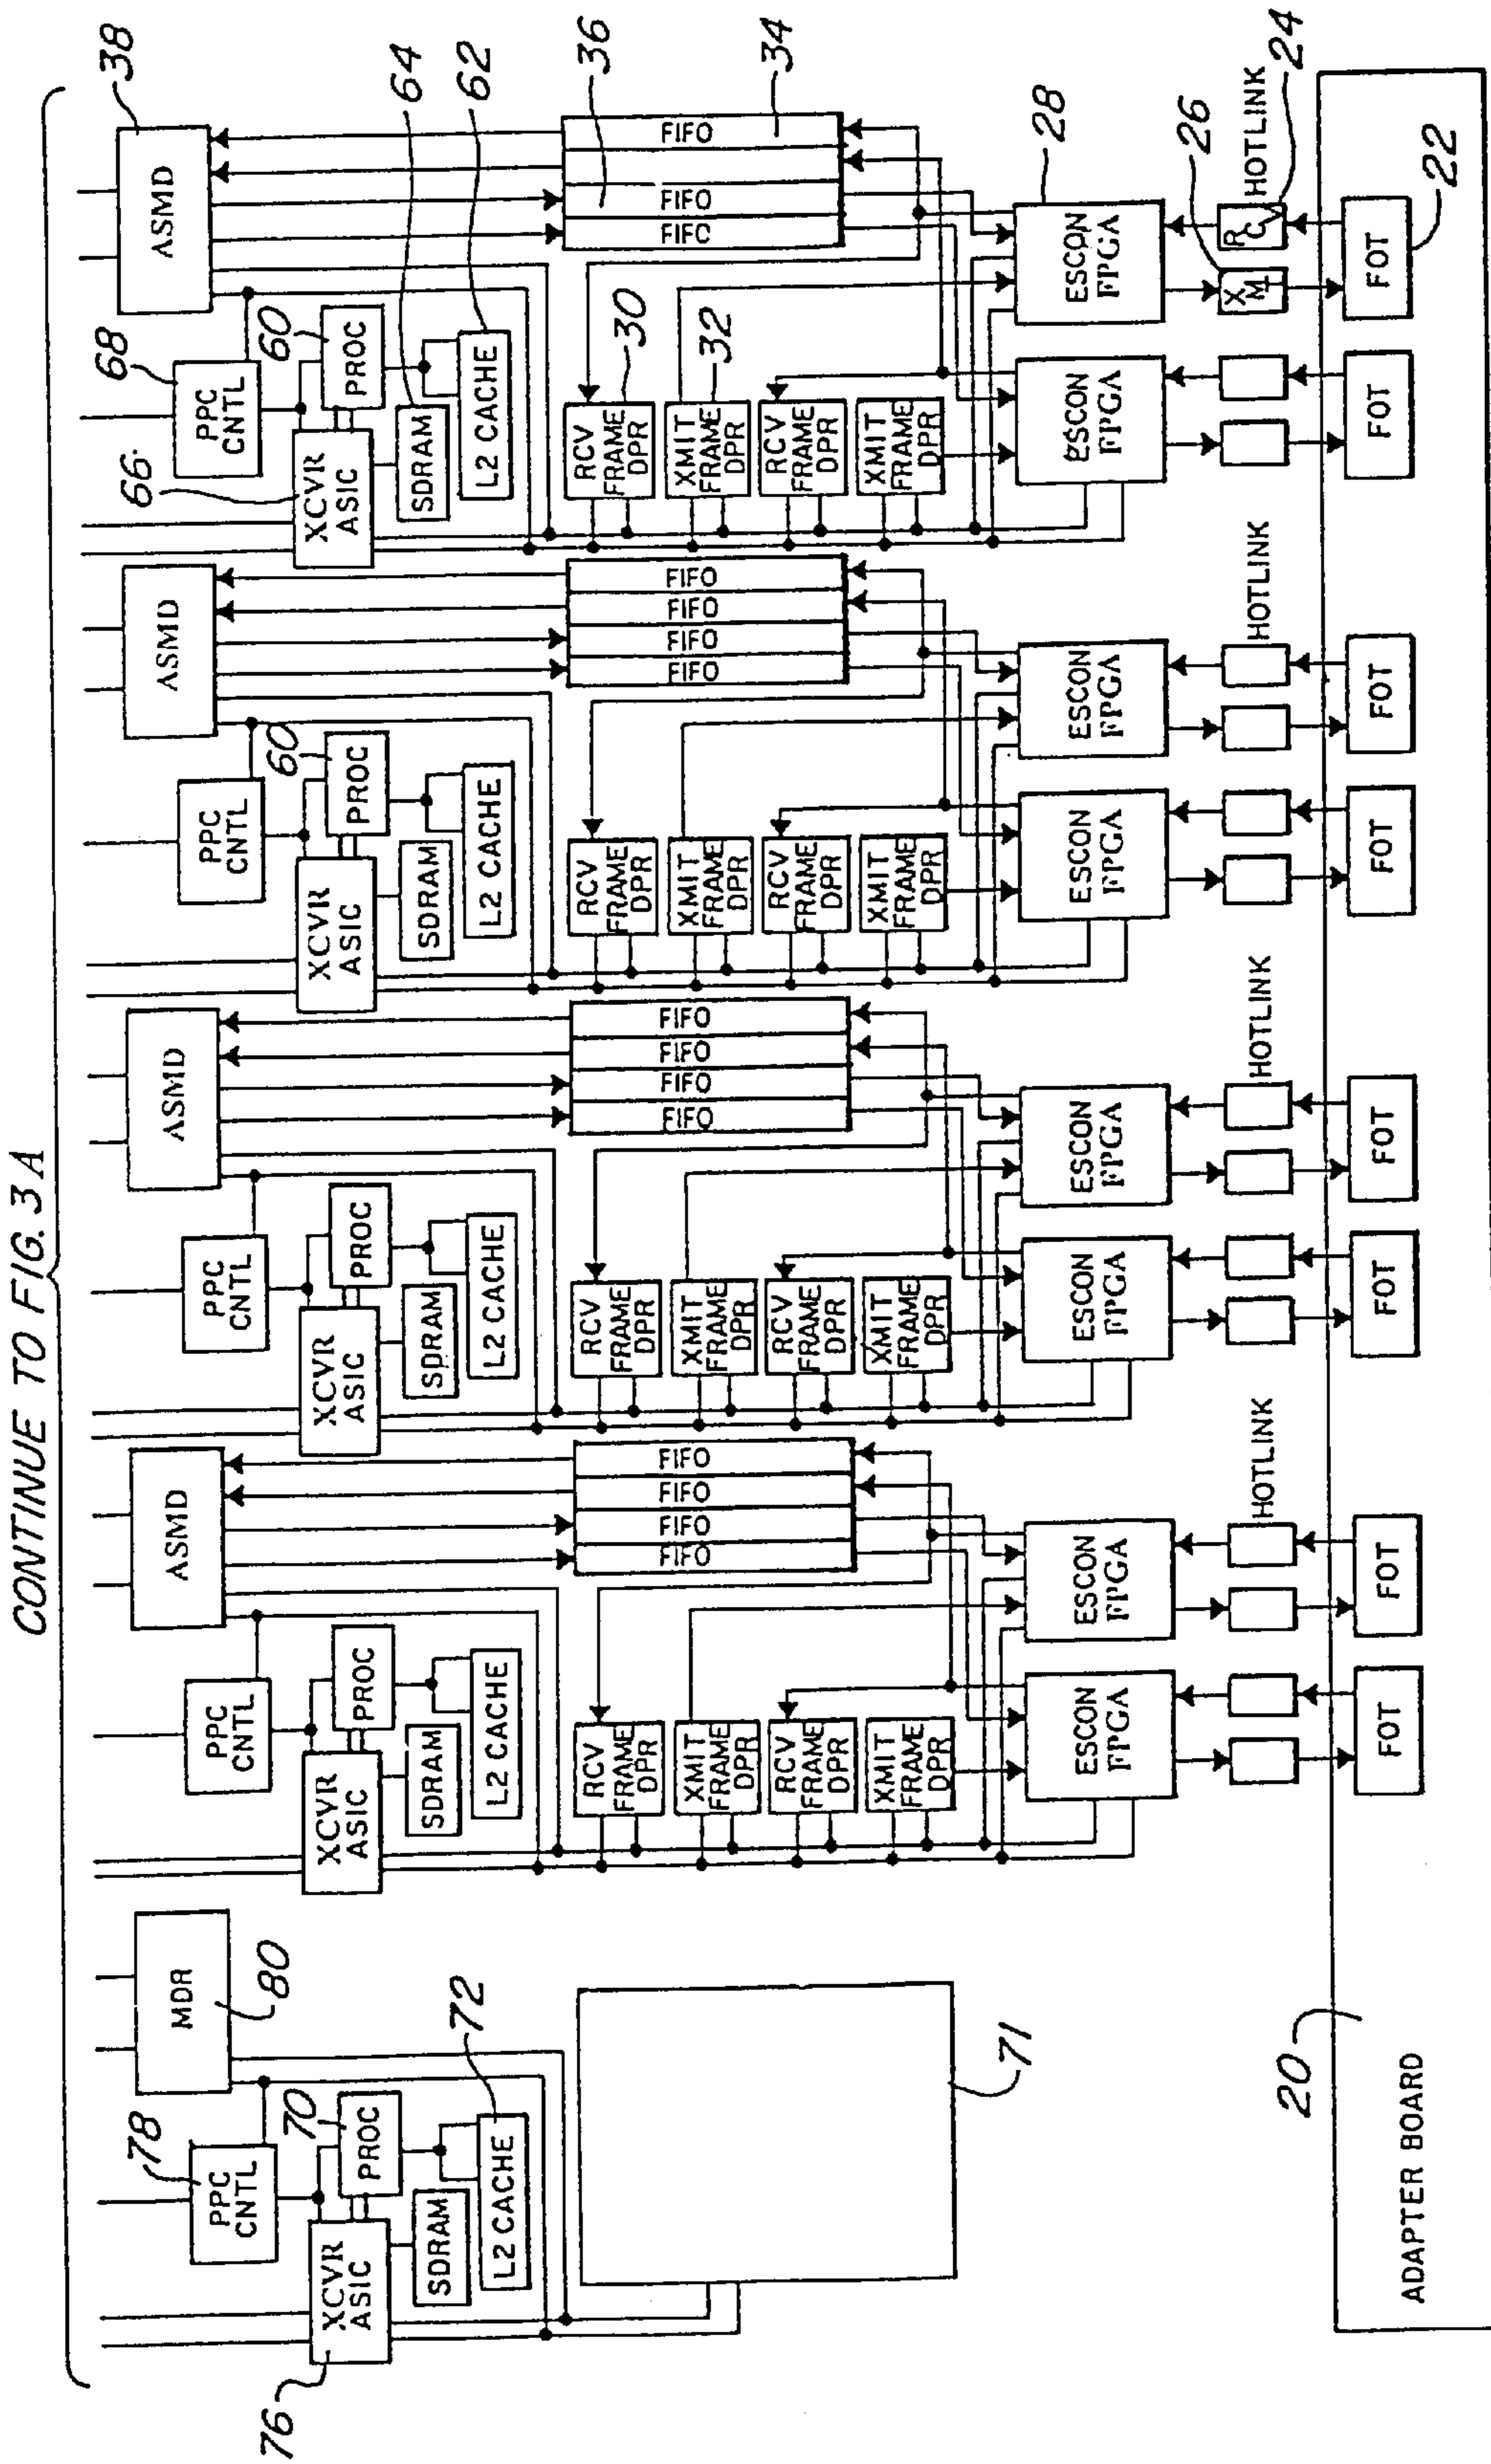 CONTINUE TO FIG. 3A
MDR
80
78
PPC
CNTL
70
PROC
76
XCVR
ASIC
SDRAM
L2 CACHE
72
71
ASMD
PPC
CNTL
PROC
XCVR
ASIC
SDRAM
L2 CACHE
FIFO
FIFO
FIFO
FIFO
RCV
FRAME
DPR
XMIT
FRAME
DPR
RCV
FRAME
DPR
XMIT
FRAME
DPR
ESCON
FPGA
ESCON
FPGA
HOTLINK
FOT
FOT
ASMD
PPC
CNTL
PROC
XCVR
ASIC
SDRAM
L2 CACHE
FIFO
FIFO
FIFO
FIFO
RCV
FRAME
DPR
XMIT
FRAME
DPR
RCV
FRAME
DPR
XMIT
FRAME
DPR
ESCON
FPGA
ESCON
FPGA
HOTLINK
FOT
FOT
ASMD
PPC
CNTL
60
PROC
XCVR
ASIC
SDRAM
L2 CACHE
FIFO
FIFO
FIFO
FIFO
RCV
FRAME
DPR
XMIT
FRAME
DPR
RCV
FRAME
DPR
XMIT
FRAME
DPR
ESCON
FPGA
ESCON
FPGA
HOTLINK
FOT
FOT
38
ASMD
68
PPC
CNTL
60
PROC
66
XCVR
ASIC
64
SDRAM
62
L2 CACHE
36
34
FIFC
FIFO
FIFO
RCV
FRAME
DPR
30
XMIT
FRAME
DPR
32
RCV
FRAME
DPR
XMIT
FRAME
DPR
ESCON
FPGA
ESCON
FPGA
28
26
XMT
RCV
HOTLINK
24
FOT
FOT
22
20
ADAPTER BOARD